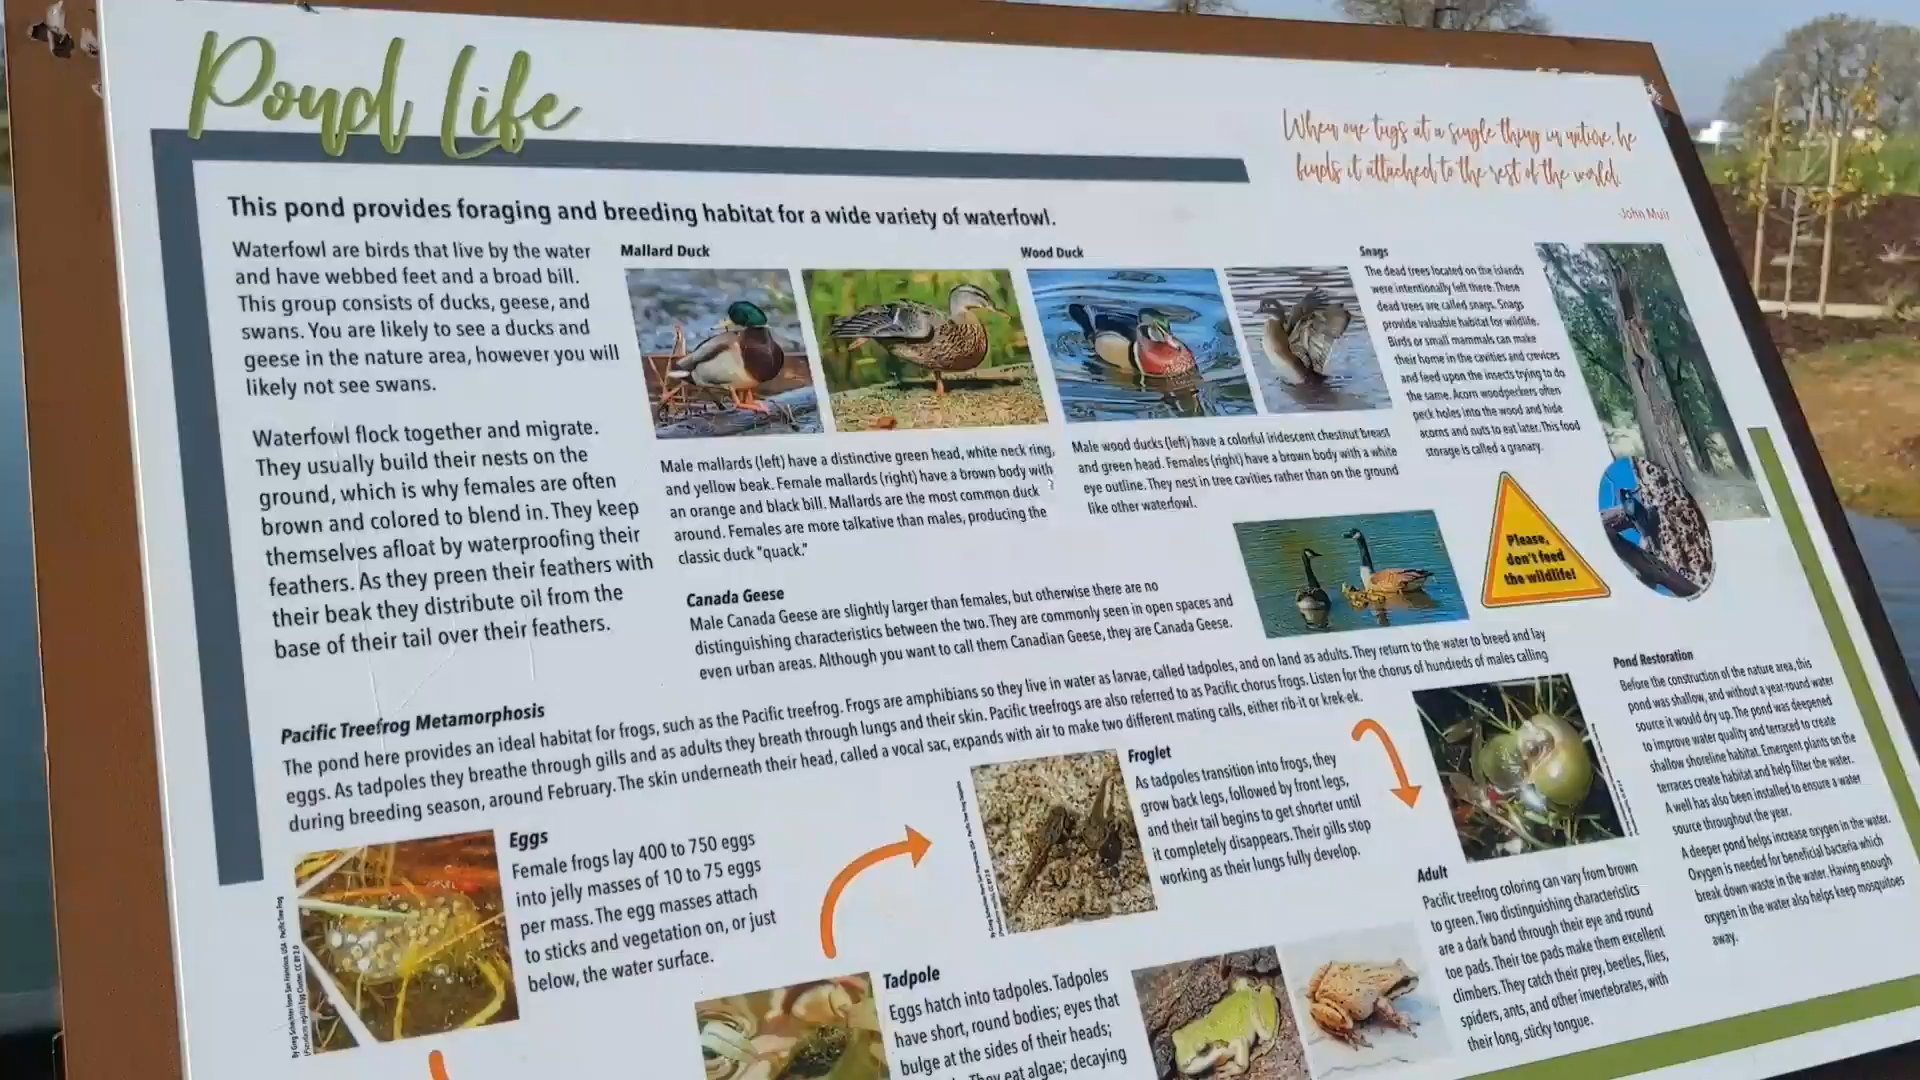 Pond Life
When one tugs at a single thing in nature, he
finds it attached to the rest of the world.
-John Muir
This pond provides foraging and breeding habitat for a wide variety of waterfowl.
Waterfowl are birds that live by the water
and have webbed feet and a broad bill.
This group consists of ducks, geese, and
swans. You are likely to see a ducks and
geese in the nature area, however you will
likely not see swans.
Waterfowl flock together and migrate.
They usually build their nests on the
ground, which is why females are often
brown and colored to blend in. They keep
themselves afloat by waterproofing their
feathers. As they preen their feathers with
their beak they distribute oil from the
base of their tail over their feathers.
Mallard Duck
Male mallards (left) have a distinctive green head, white neck ring,
and yellow beak. Female mallards (right) have a brown body with
an orange and black bill. Mallards are the most common duck
around. Females are more talkative than males, producing the
classic duck "quack."
Wood Duck
Male wood ducks (left) have a colorful iridescent chestnut breast
and green head. Females (right) have a brown body with a white
eye outline. They nest in tree cavities rather than on the ground
like other waterfowl.
Snags
The dead trees located on the islands
were intentionally left there. These
dead trees are called snags. Snags
provide valuable habitat for wildlife.
Birds or small mammals can make
their home in the cavities and crevices
and feed upon the insects trying to do
the same. Acorn woodpeckers often
peck holes into the wood and hide
acorns and nuts to eat later. This food
storage is called a granary.
Please,
don't feed
the wildlife!
Canada Geese
Male Canada Geese are slightly larger than females, but otherwise there are no
distinguishing characteristics between the two. They are commonly seen in open spaces and
even urban areas. Although you want to call them Canadian Geese, they are Canada Geese.
Pacific Treefrog Metamorphosis
The pond here provides an ideal habitat for frogs, such as the Pacific treefrog. Frogs are amphibians so they live in water as larvae, called tadpoles, and on land as adults. They return to the water to breed and lay
eggs. As tadpoles they breathe through gills and as adults they breath through lungs and their skin. Pacific treefrogs are also referred to as Pacific chorus frogs. Listen for the chorus of hundreds of males calling
during breeding season, around February. The skin underneath their head, called a vocal sac, expands with air to make two different mating calls, either rib-it or krek-ek.
Eggs
Female frogs lay 400 to 750 eggs
into jelly masses of 10 to 75 eggs
per mass. The egg masses attach
to sticks and vegetation on, or just
below, the water surface.
Tadpole
Eggs hatch into tadpoles. Tadpoles
have short, round bodies; eyes that
bulge at the sides of their heads;
They eat algae; decaying
Froglet
As tadpoles transition into frogs, they
grow back legs, followed by front legs,
and their tail begins to get shorter until
it completely disappears. Their gills stop
working as their lungs fully develop.
Adult
Pacific treefrog coloring can vary from brown
to green. Two distinguishing characteristics
are a dark band through their eye and round
toe pads. Their toe pads make them excellent
climbers. They catch their prey, beetles, flies,
spiders, ants, and other invertebrates, with
their long, sticky tongue.
Pond Restoration
Before the construction of the nature area, this
pond was shallow, and without a year-round water
source it would dry up. The pond was deepened
to improve water quality and terraced to create
shallow shoreline habitat. Emergent plants on the
terraces create habitat and help filter the water.
A well has also been installed to ensure a water
source throughout the year.
A deeper pond helps increase oxygen in the water.
Oxygen is needed for beneficial bacteria which
break down waste in the water. Having enough
oxygen in the water also helps keep mosquitoes
away.